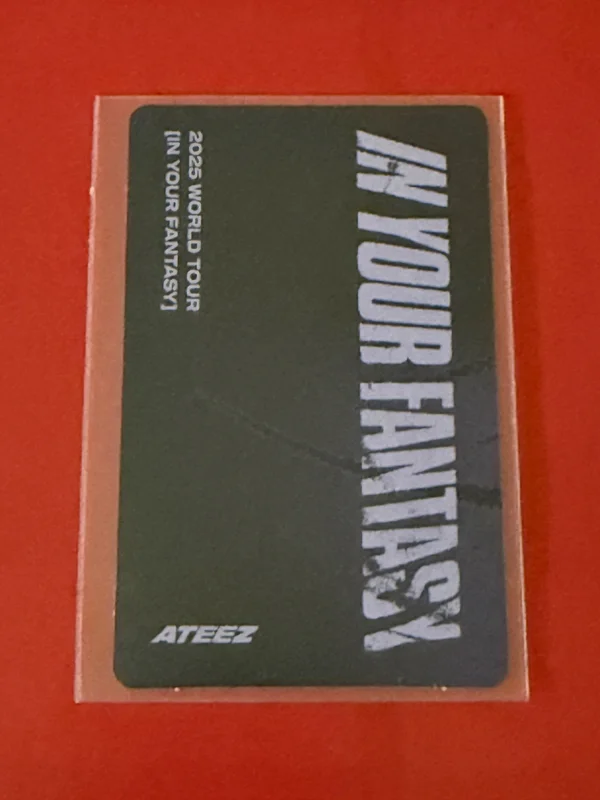 2025 WORLD TOUR
[IN YOUR FANTASY]
IN YOUR FANTASY
ATEEZ